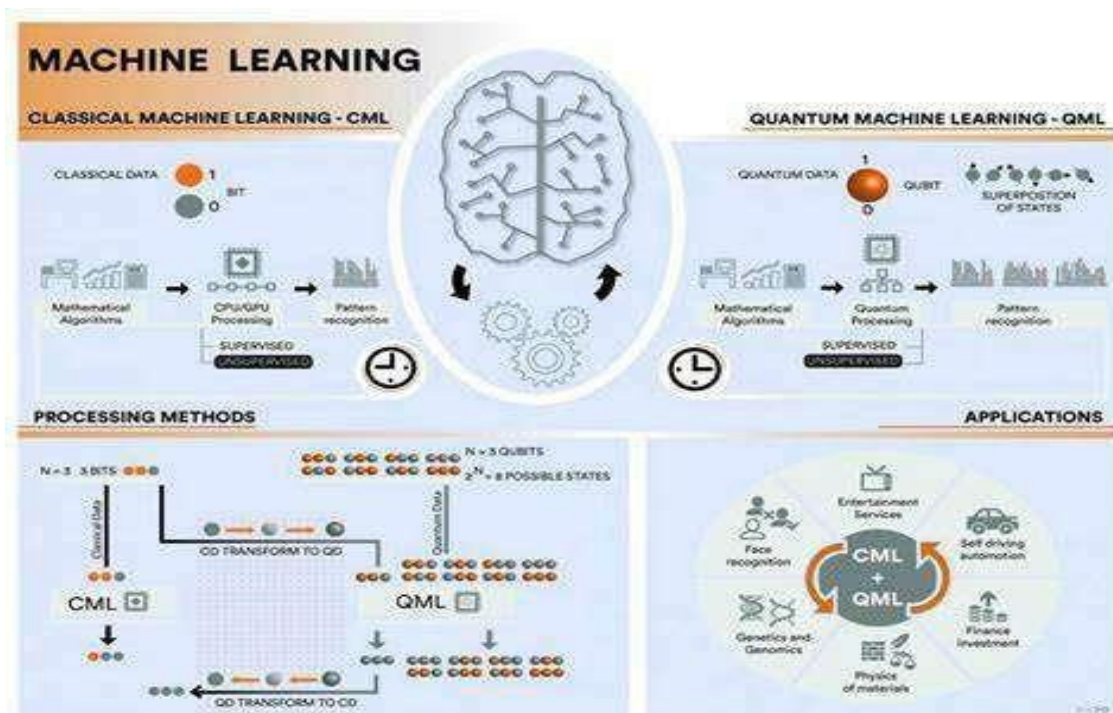 MACHINE LEARNING
CLASSICAL MACHINE LEARNING - CML
CLASSICAL DATA
1
BIT
0
Mathematical
Algorithms
CPU/GPU
Processing
Pattern
recognition
SUPERVISED
UNSUPERVISED
QUANTUM MACHINE LEARNING - QML
QUANTUM DATA
1
QUBIT
0
SUPERPOSTION
OF STATES
Mathematical
Algorithms
Quantum
Processing
Pattern
recognition
SUPERVISED
UNSUPERVISED
PROCESSING METHODS
N = 3 3 BITS
N = 3 QUBITS
2^N = 8 POSSIBLE STATES
Classical Data
Quantum Data
CD TRANSFORM TO QD
CML
QML
QD TRANSFORM TO CD
APPLICATIONS
Entertainment
Services
Face
recognition
Self driving
automation
CML
+
QML
Genetics and
Genomics
Finance
investment
Physics
of materials